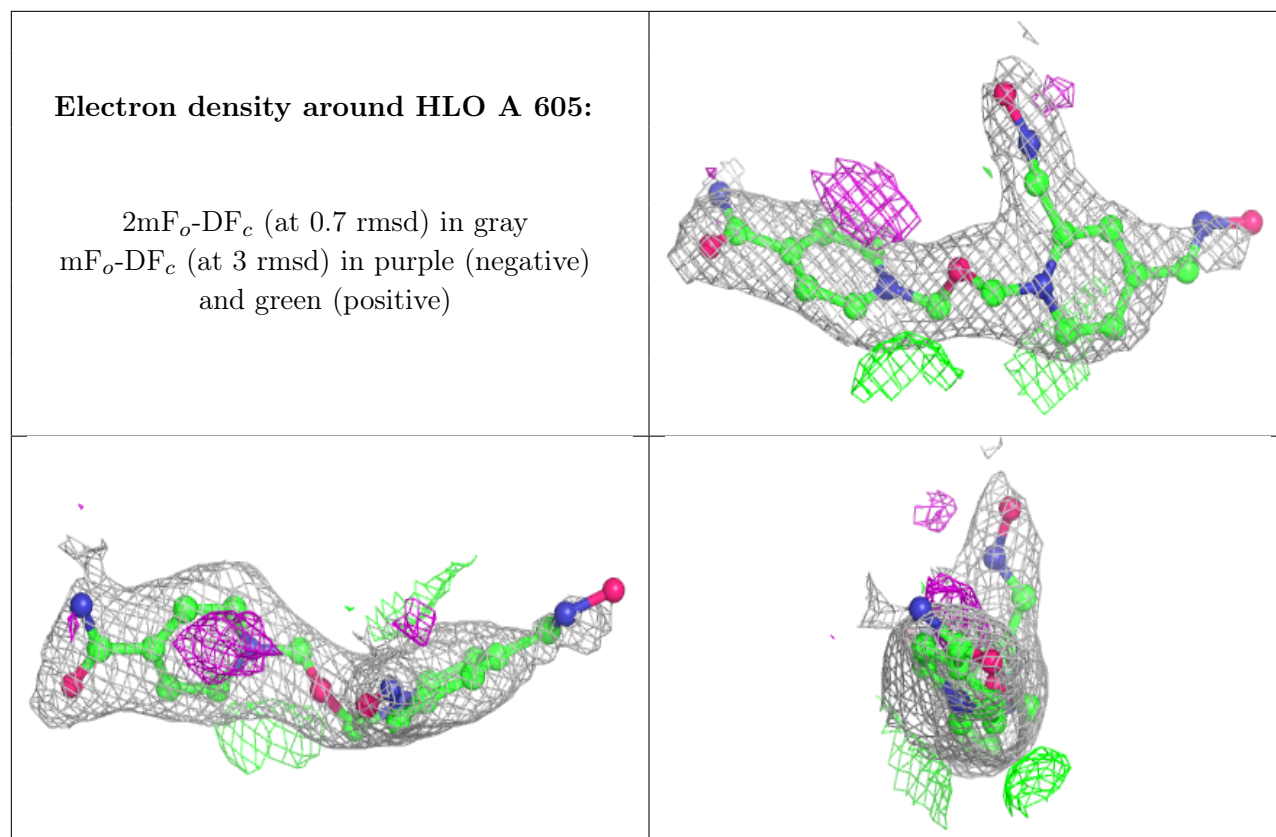 Electron density around HLO A 605:
2mFo-DFc (at 0.7 rmsd) in gray
mFo-DFc (at 3 rmsd) in purple (negative)
and green (positive)